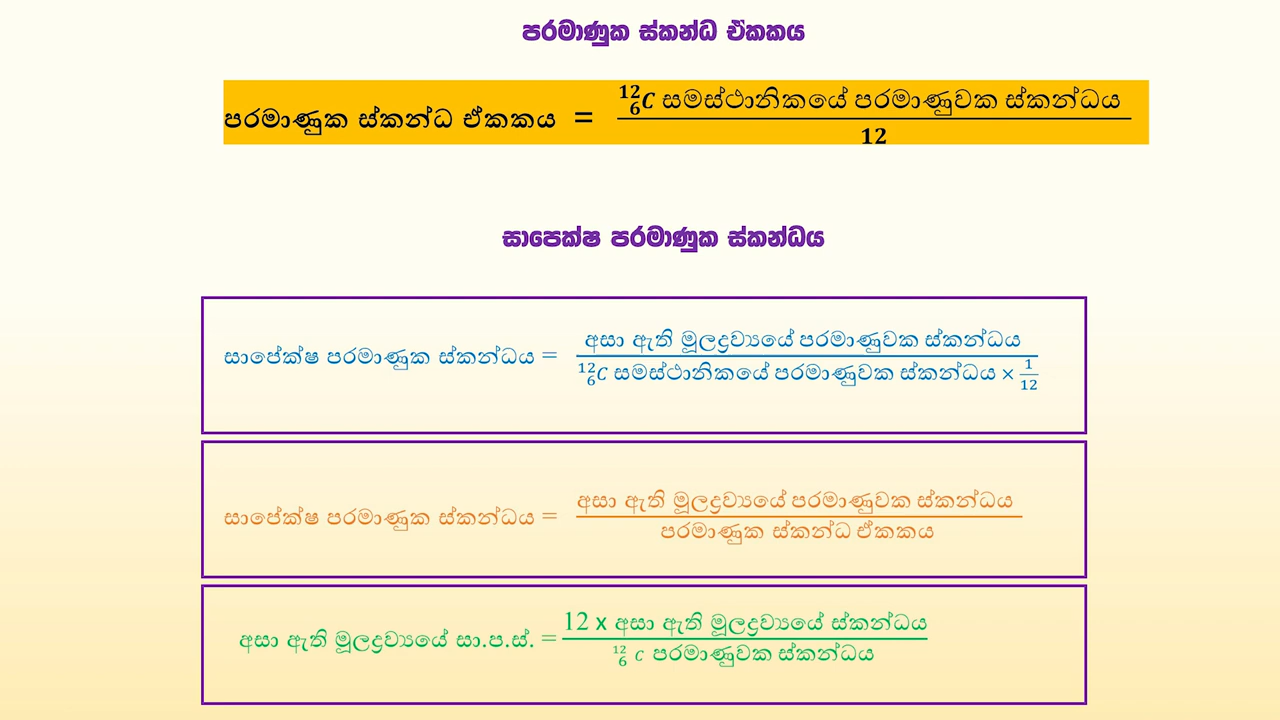 පරමාණුක ස්කන්ධ ඒකකය
පරමාණුක ස්කන්ධ ඒකකය = ¹²₆C සමස්ථානිකයේ පරමාණුවක ස්කන්ධය
12
සාපෙක්ෂ පරමාණුක ස්කන්ධය
අසා ඇති මූලද්‍රව්‍යයේ පරමාණුවක ස්කන්ධය
සාපේක්ෂ පරමාණුක ස්කන්ධය =
¹²₆C සමස්ථානිකයේ පරමාණුවක ස්කන්ධය × 1/12
අසා ඇති මූලද්‍රව්‍යයේ පරමාණුවක ස්කන්ධය
සාපේක්ෂ පරමාණුක ස්කන්ධය =
පරමාණුක ස්කන්ධ ඒකකය
12 x අසා ඇති මූලද්‍රව්‍යයේ ස්කන්ධය
අසා ඇති මූලද්‍රව්‍යයේ සා.ප.ස්. =
¹²₆ C පරමාණුවක ස්කන්ධය